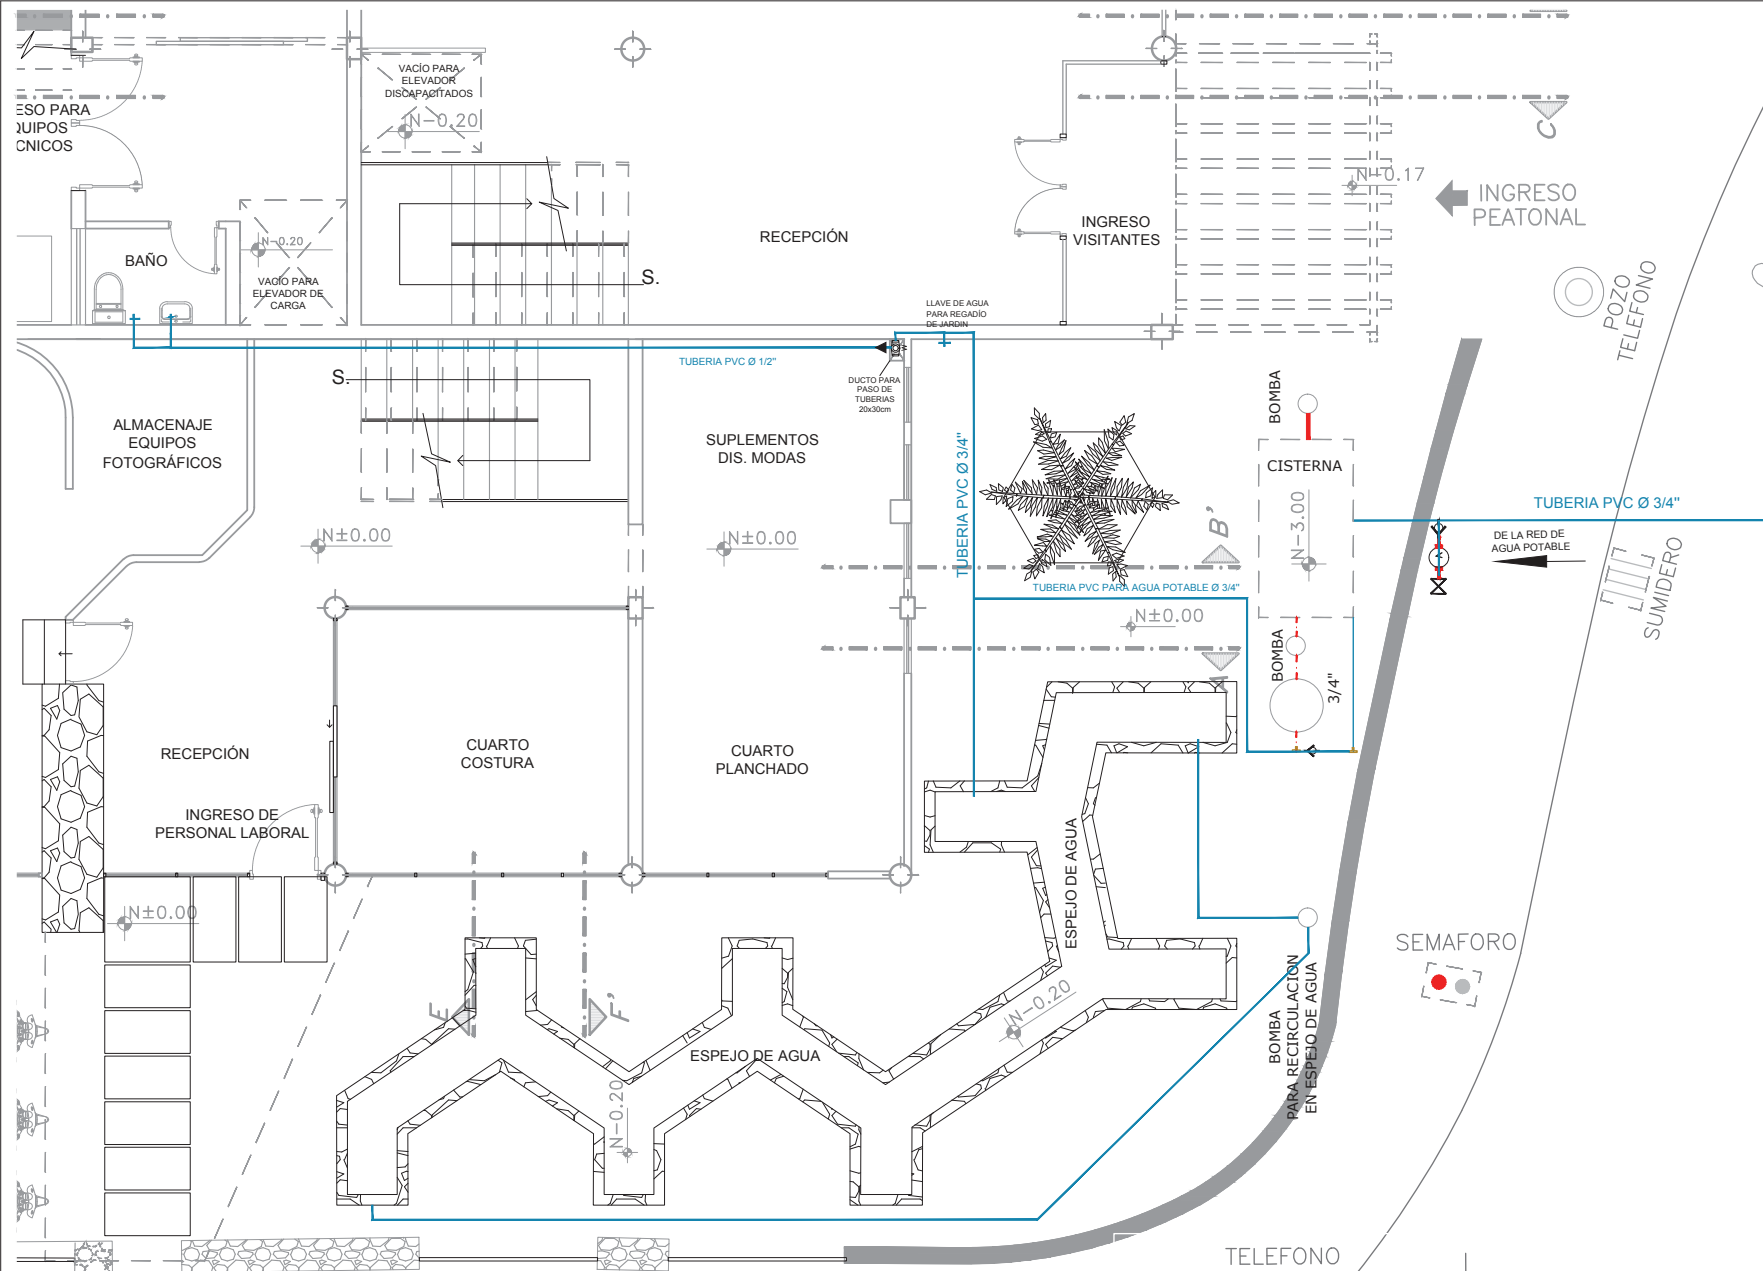 ESO PARA
QUIPOS
CNICOS
VACÍO PARA
ELEVADOR
DISCAPACITADOS
N-0.20
C
N-0.17
INGRESO
PEATONAL
INGRESO
VISITANTES
RECEPCIÓN
BAÑO
N-0.20
VACÍO PARA
ELEVADOR DE
CARGA
S.
LLAVE DE AGUA
PARA REGADÍO
DE JARDIN
POZO
TELEFONO
TUBERIA PVC Ø 1/2"
S.
DUCTO PARA
PASO DE
TUBERIAS
20x30cm
BOMBA
ALMACENAJE
EQUIPOS
FOTOGRÁFICOS
SUPLEMENTOS
DIS. MODAS
TUBERIA PVC Ø 3/4"
CISTERNA
N-3.00
TUBERIA PVC Ø 3/4"
DE LA RED DE
AGUA POTABLE
B'
N±0.00
N±0.00
SUMIDERO
TUBERIA PVC PARA AGUA POTABLE Ø 3/4"
N±0.00
BOMBA
3/4"
A
RECEPCIÓN
CUARTO
COSTURA
CUARTO
PLANCHADO
INGRESO DE
PERSONAL LABORAL
ESPEJO DE AGUA
N±0.00
SEMAFORO
E
F'
N-0.20
ESPEJO DE AGUA
N-0.20
BOMBA
PARA RECIRCULACION
EN ESPEJO DE AGUA
TELEFONO